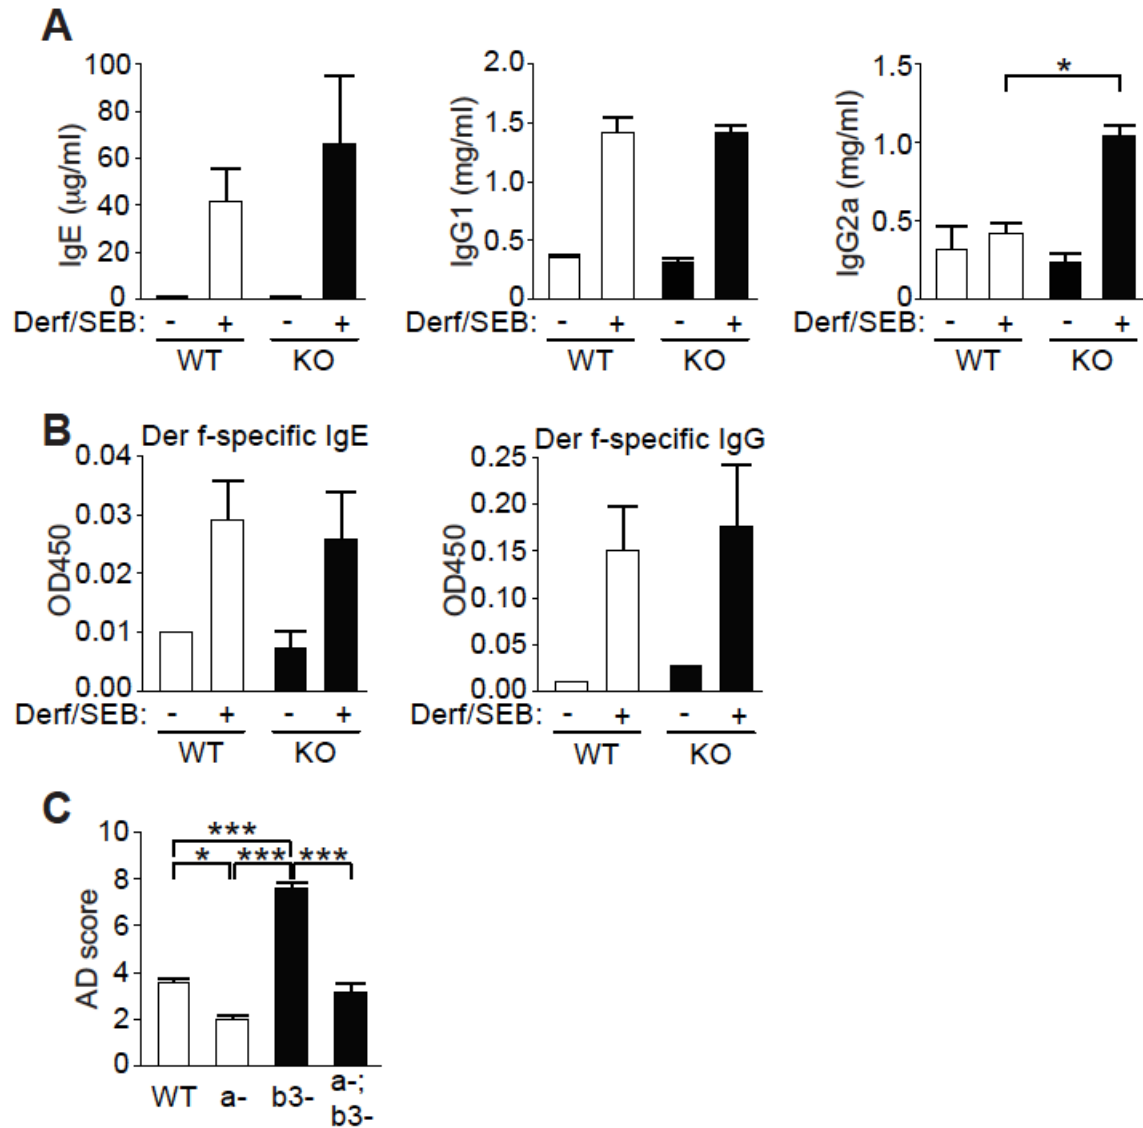 A
IgE (μg/ml)
100
80
60
40
20
0
Derf/SEB: - + - +
WT KO
IgG1 (mg/ml)
2.0
1.5
1.0
0.5
0
Derf/SEB: - + - +
WT KO
IgG2a (mg/ml)
1.5
1.0
0.5
0
*
Derf/SEB: - + - +
WT KO
B
Der f-specific IgE
OD450
0.04
0.03
0.02
0.01
0.00
Derf/SEB: - + - +
WT KO
Der f-specific IgG
OD450
0.25
0.20
0.15
0.10
0.05
0.00
Derf/SEB: - + - +
WT KO
C
AD score
10
8
6
4
2
0
***
* *** ***
WT a- b3- a-;
b3-